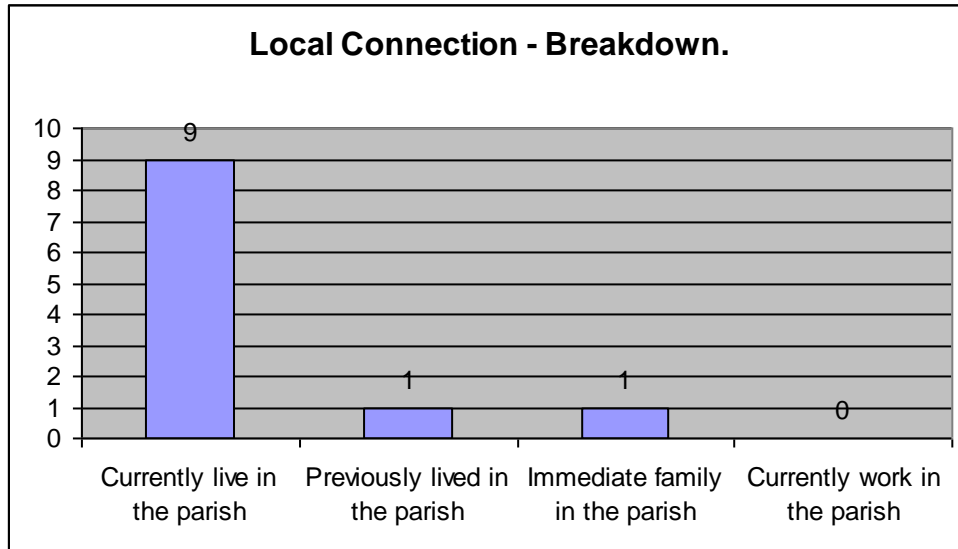 Local Connection - Breakdown.
10
9
8
7
6
5
4
3
2
1
0
9
1
1
0
Currently live in
the parish
Previously lived in
the parish
Immediate family
in the parish
Currently work in
the parish